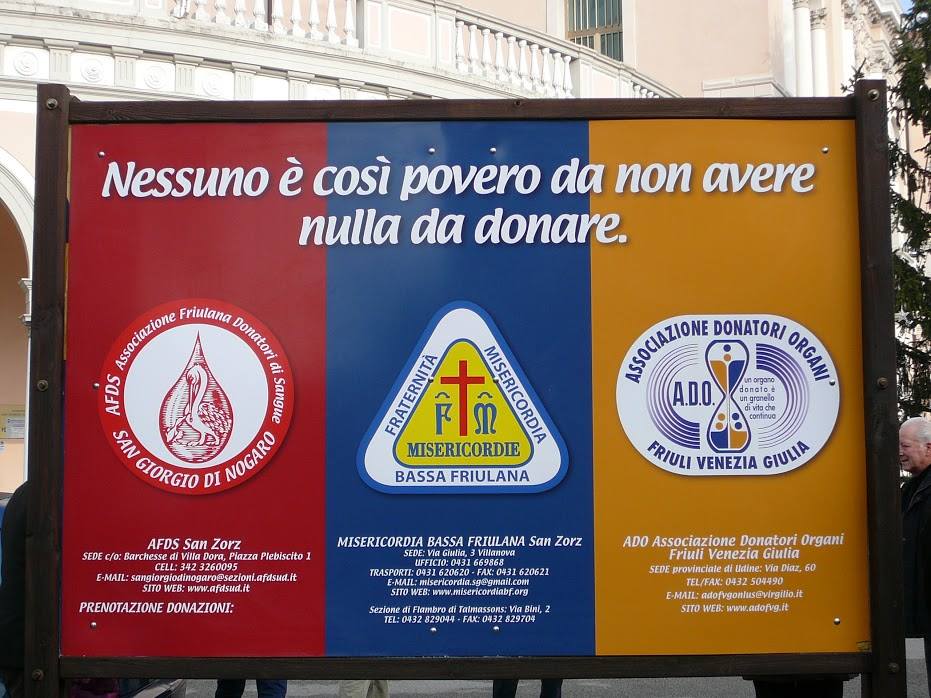 Nessuno è così povero da non avere
nulla da donare.
AFDS Associazione Friulana Donatori di Sangue
SAN GIORGIO DI NOGARO
AFDS San Zorz
SEDE c/o: Barchesse di Villa Dora, Piazza Plebiscito 1
CELL: 342 3260095
E-MAIL: sangiorgiodinogaro@sezioni.afdsud.it
SITO WEB: www.afdsud.it
PRENOTAZIONE DONAZIONI:
FRATERNITÀ
MISERICORDIA
F M
MISERICORDIE
BASSA FRIULANA
MISERICORDIA BASSA FRIULANA San Zorz
SEDE: Via Giulia, 3 Villanova
UFFICIO: 0431 669868
TRASPORTI: 0431 620620 - FAX: 0431 620621
E-MAIL: misericordia.sg@gmail.com
SITO WEB: www.misericordiabf.org
Sezione di Flambro di Talmassons: Via Bini, 2
TEL: 0432 829044 - FAX: 0432 829704
ASSOCIAZIONE DONATORI ORGANI
A.D.O.
un organo
donato è
un granello
di vita che
continua
FRIULI VENEZIA GIULIA
ADO Associazione Donatori Organi
Friuli Venezia Giulia
SEDE provinciale di Udine: Via Diaz, 60
TEL/FAX: 0432 504490
E-MAIL: adofvgonlus@virgilio.it
SITO WEB: www.adofvg.it